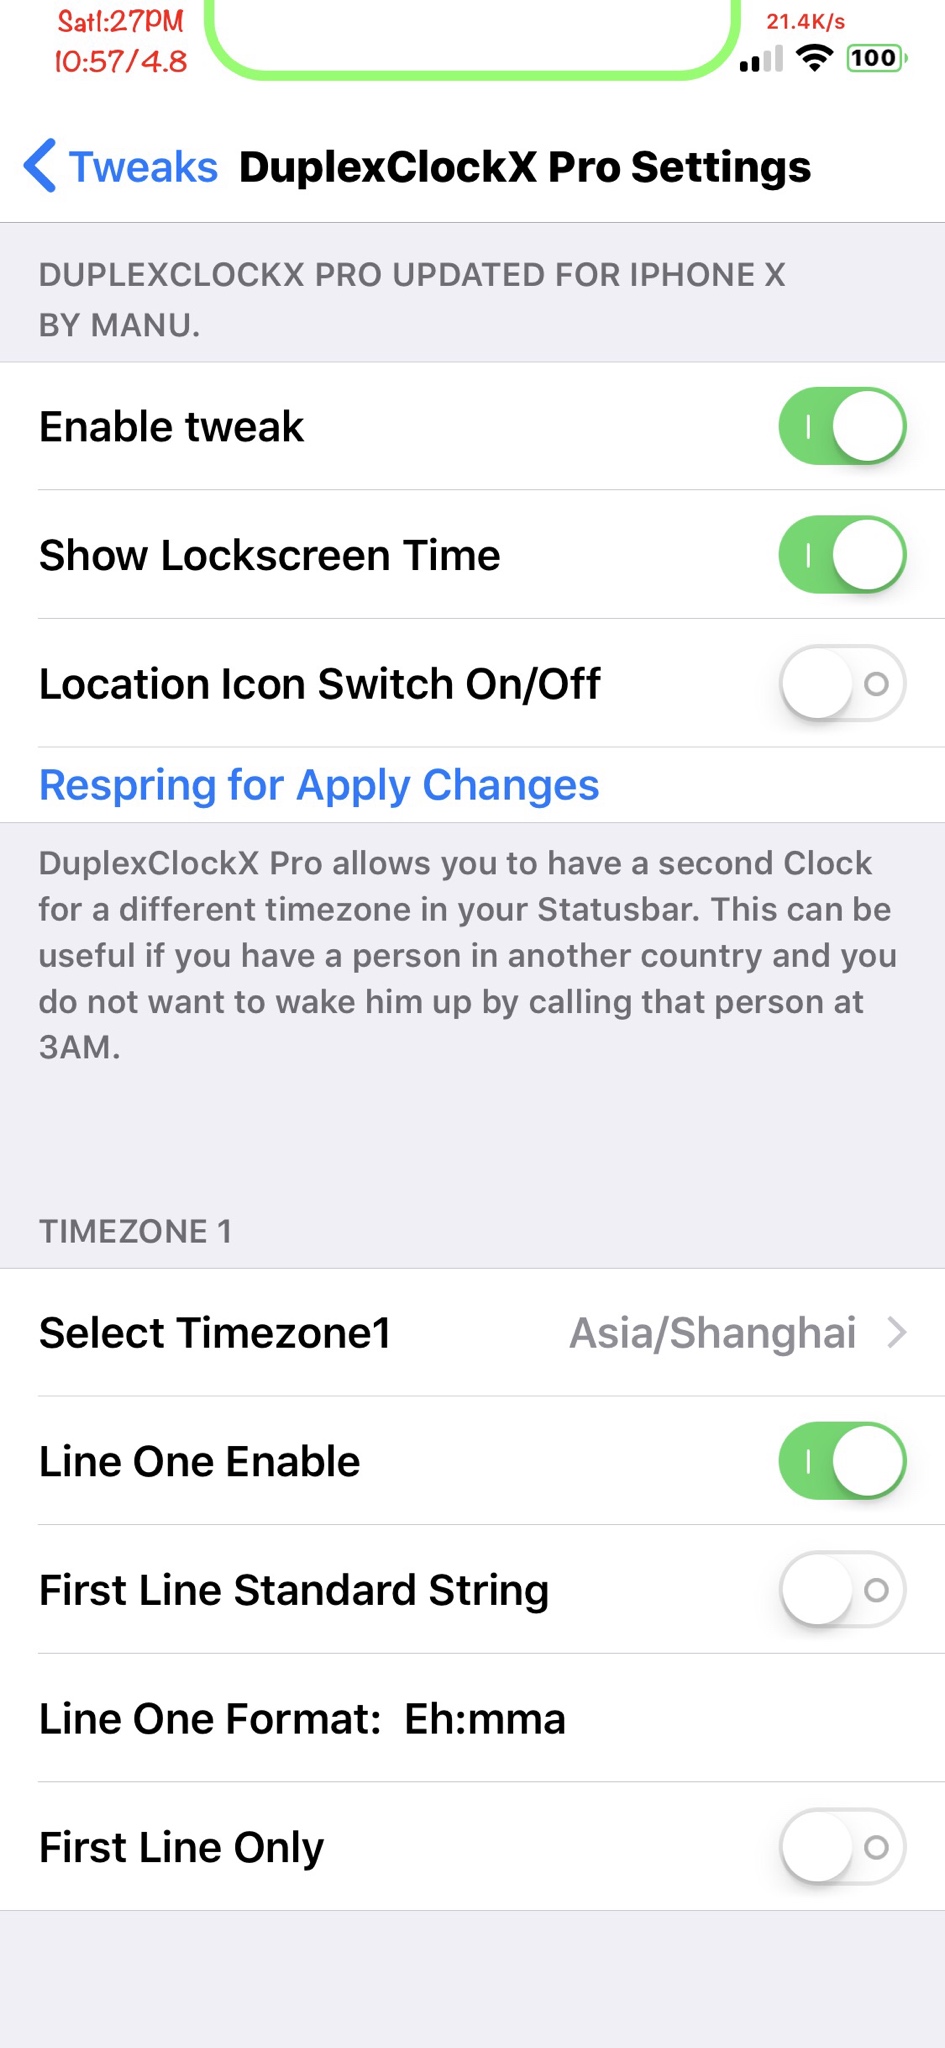 Sat1:27PM
10:57/4.8
21.4K/s
100
Tweaks DuplexClockX Pro Settings
DUPLEXCLOCKX PRO UPDATED FOR IPHONE X
BY MANU.
Enable tweak
Show Lockscreen Time
Location Icon Switch On/Off
Respring for Apply Changes
DuplexClockX Pro allows you to have a second Clock
for a different timezone in your Statusbar. This can be
useful if you have a person in another country and you
do not want to wake him up by calling that person at
3AM.
TIMEZONE 1
Select Timezone1 Asia/Shanghai
Line One Enable
First Line Standard String
Line One Format: Eh:mma
First Line Only